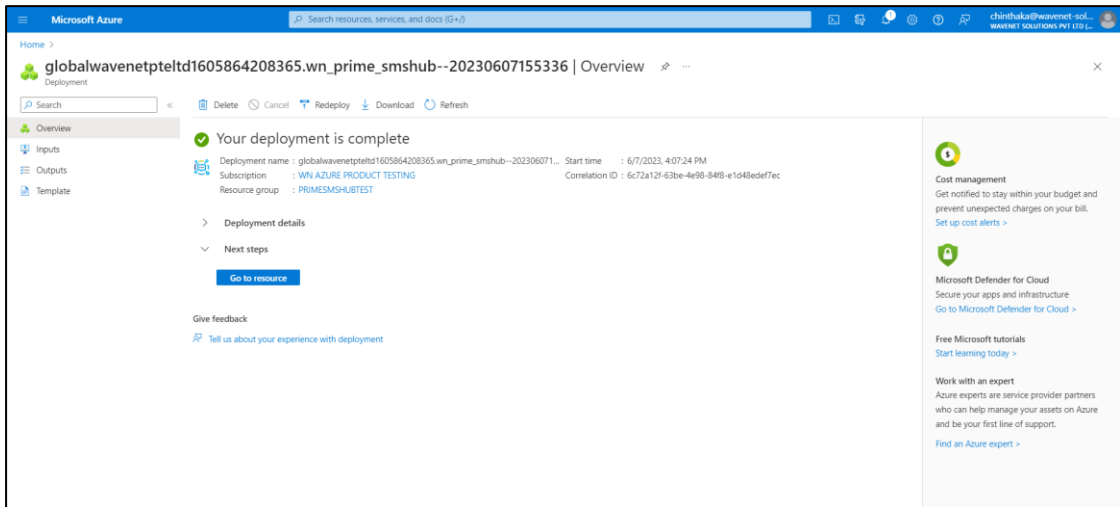 Microsoft Azure
Search resources, services, and docs (G+/)
1
chinthaka@wavenet-sol...
WAVENET SOLUTIONS PVT LTD (...
Home >
globalwavenetpteltd1605864208365.wn_prime_smshub--20230607155336 | Overview
Deployment
Search
Delete
Cancel
Redeploy
Download
Refresh
Overview
Inputs
Outputs
Template
Your deployment is complete
Deployment name : globalwavenetpteltd1605864208365.wn_prime_smshub--202306071... Start time : 6/7/2023, 4:07:24 PM
Subscription : WN AZURE PRODUCT TESTING Correlation ID : 6c72a12f-63be-4e98-84f8-e1d48edef7ec
Resource group : PRIMESMSHUBTEST
Deployment details
Next steps
Go to resource
Give feedback
Tell us about your experience with deployment
Cost management
Get notified to stay within your budget and
prevent unexpected charges on your bill.
Set up cost alerts >
Microsoft Defender for Cloud
Secure your apps and infrastructure
Go to Microsoft Defender for Cloud >
Free Microsoft tutorials
Start learning today >
Work with an expert
Azure experts are service provider partners
who can help manage your assets on Azure
and be your first line of support.
Find an Azure expert >